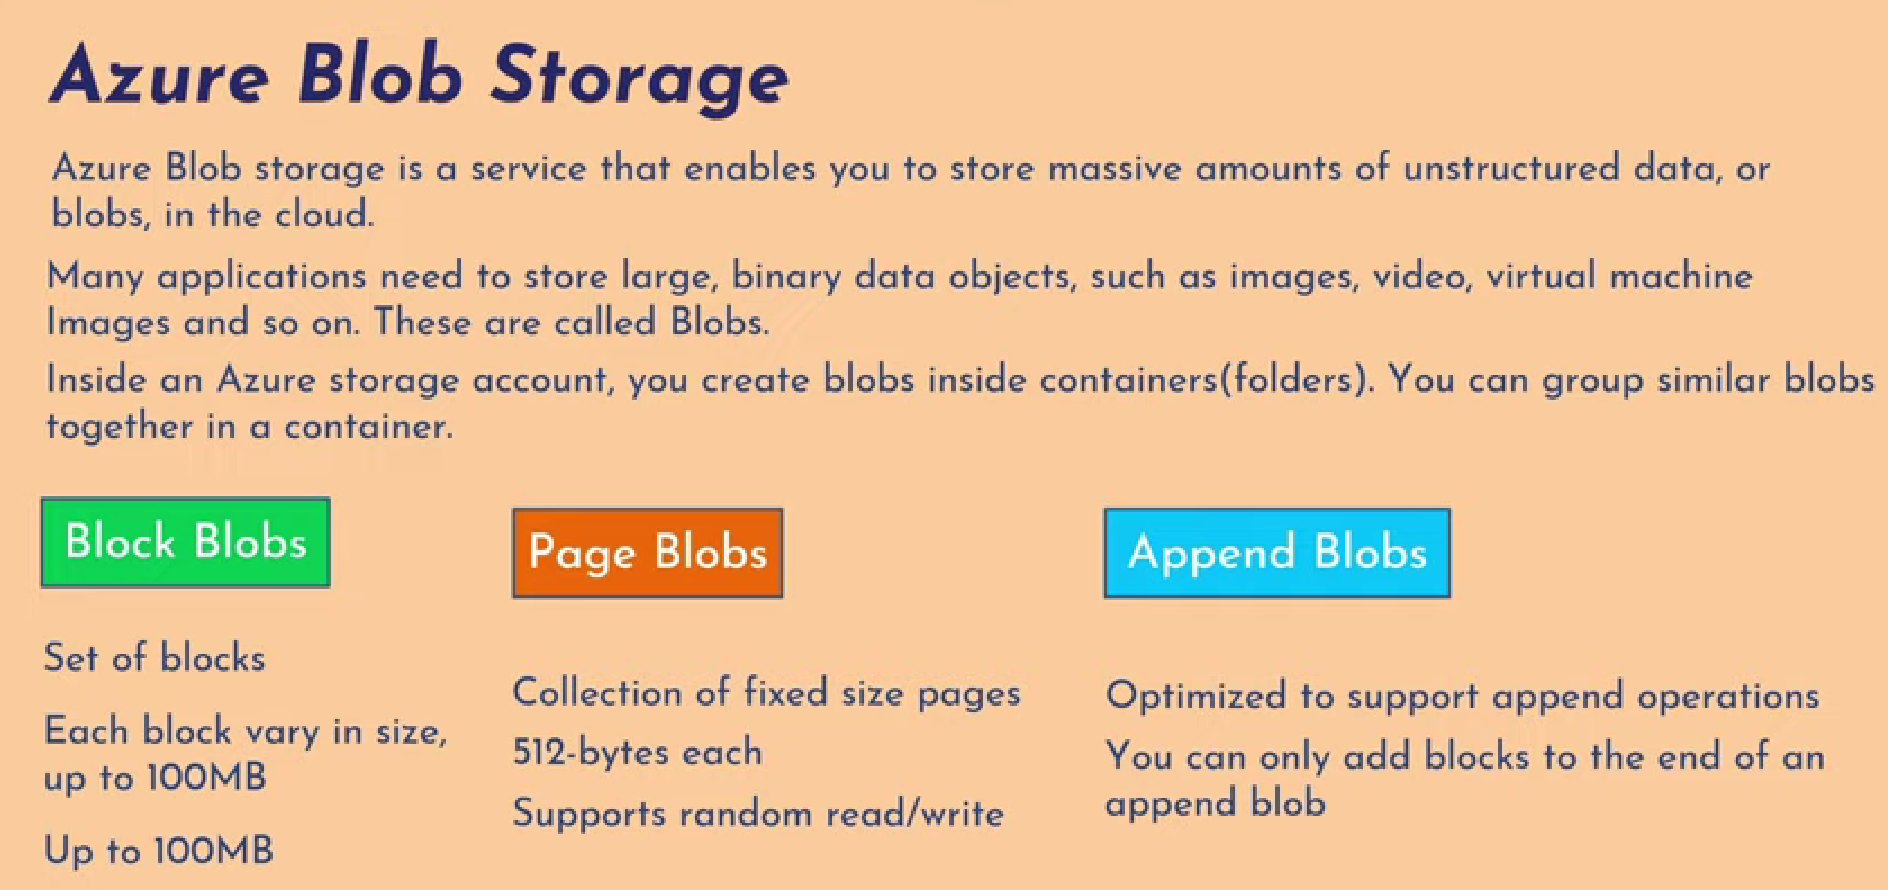 Azure Blob Storage
Azure Blob storage is a service that enables you to store massive amounts of unstructured data, or
blobs, in the cloud.
Many applications need to store large, binary data objects, such as images, video, virtual machine
Images and so on. These are called Blobs.
Inside an Azure storage account, you create blobs inside containers(folders). You can group similar blobs
together in a container.
Block Blobs
Set of blocks
Each block vary in size,
up to 100MB
Up to 100MB
Page Blobs
Collection of fixed size pages
512-bytes each
Supports random read/write
Append Blobs
Optimized to support append operations
You can only add blocks to the end of an
append blob